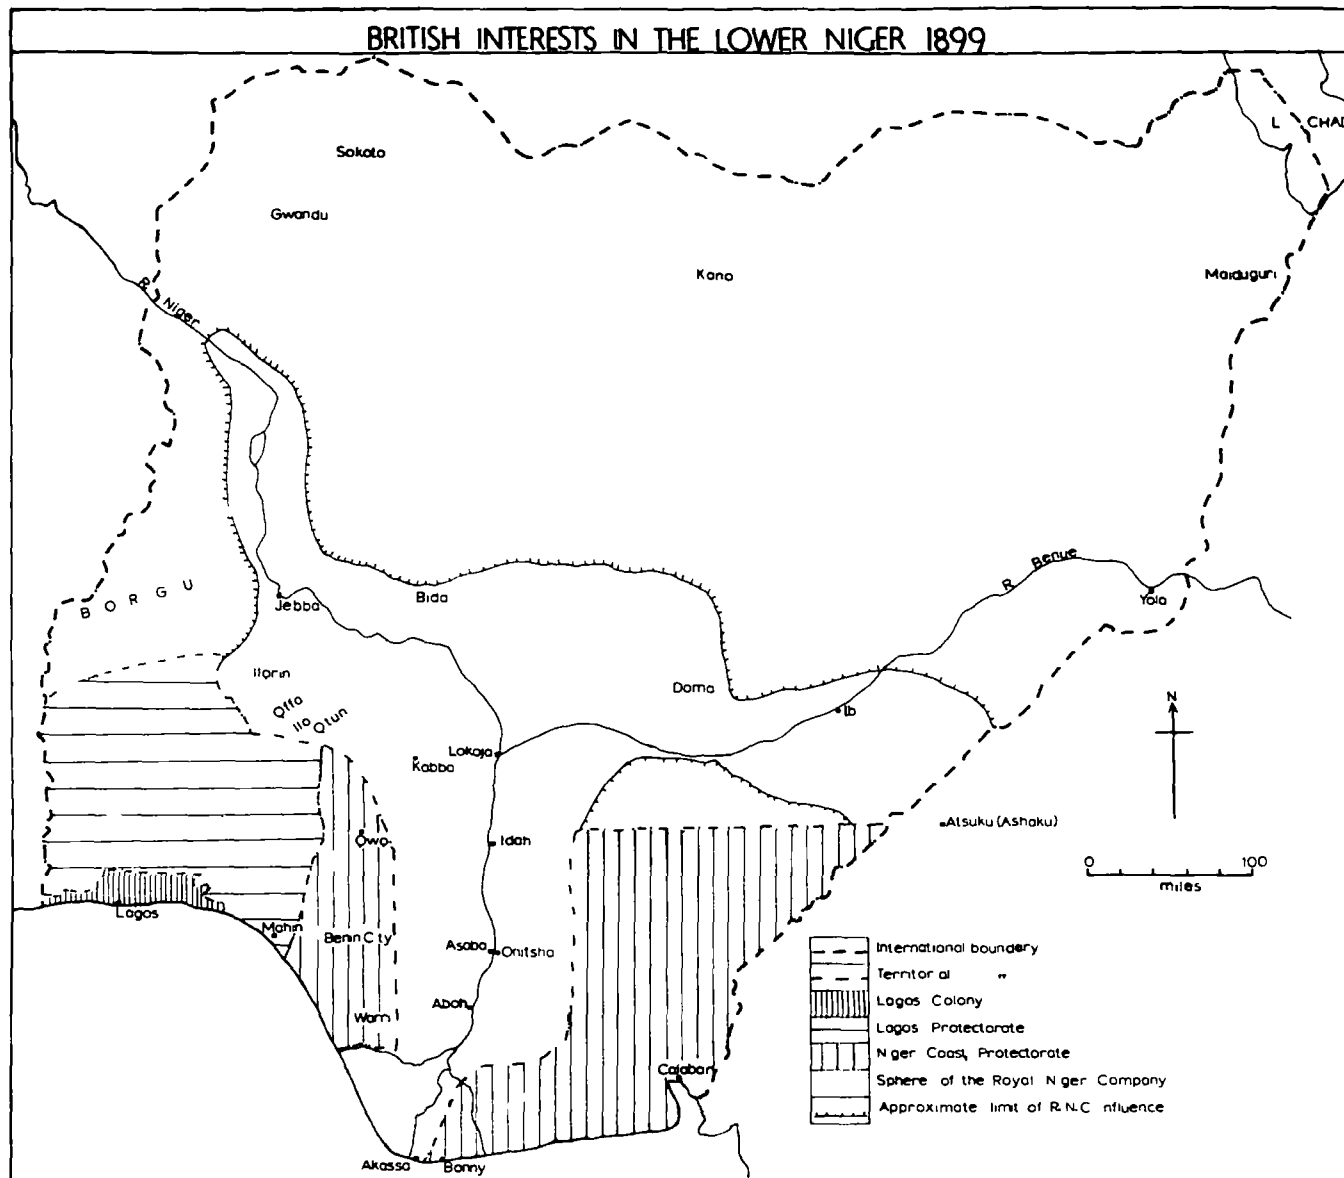 BRITISH INTERESTS IN THE LOWER NIGER 1899
L CHAD
Sokoto
Gwandu
Kano
Maiduguri
R. Niger
R. Benue
BORGU
Jebba
Bida
Yola
Ilorin
Doma
Offa
Ilo
Otun
Ib
N
Lokoja
Kabba
Atsuku (Ashaku)
Owo
Idah
0 100
miles
Lagos
Mahin
Benin City
Asaba
Onitsha
Aboh
Warri
Calabar
Akassa
Bonny
International boundary
Territorial "
Lagos Colony
Lagos Protectorate
Niger Coast Protectorate
Sphere of the Royal Niger Company
Approximate limit of R.N.C nfluence